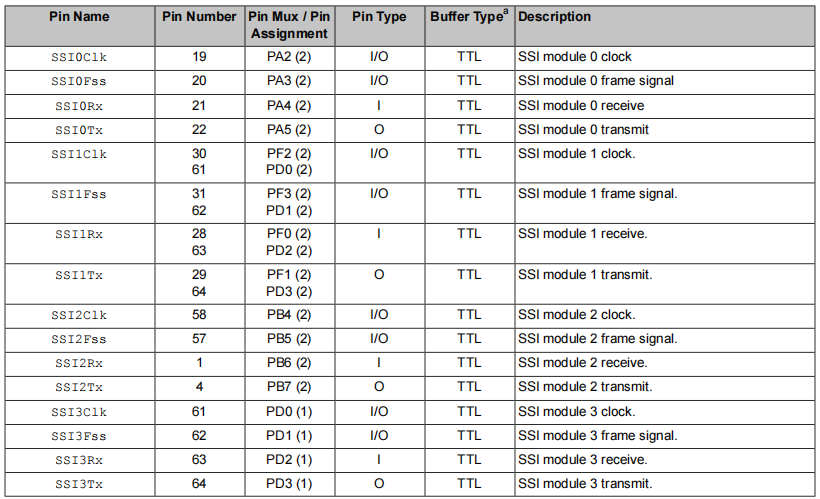 Pin Name Pin Number Pin Mux / Pin Assignment Pin Type Buffer Typeᵃ Description
SSI0Clk 19 PA2 (2) I/O TTL SSI module 0 clock
SSI0Fss 20 PA3 (2) I/O TTL SSI module 0 frame signal
SSI0Rx 21 PA4 (2) I TTL SSI module 0 receive
SSI0Tx 22 PA5 (2) O TTL SSI module 0 transmit
SSI1Clk 30 PF2 (2) I/O TTL SSI module 1 clock.
61 PD0 (2)
SSI1Fss 31 PF3 (2) I/O TTL SSI module 1 frame signal.
62 PD1 (2)
SSI1Rx 28 PF0 (2) I TTL SSI module 1 receive.
63 PD2 (2)
SSI1Tx 29 PF1 (2) O TTL SSI module 1 transmit.
64 PD3 (2)
SSI2Clk 58 PB4 (2) I/O TTL SSI module 2 clock.
SSI2Fss 57 PB5 (2) I/O TTL SSI module 2 frame signal.
SSI2Rx 1 PB6 (2) I TTL SSI module 2 receive.
SSI2Tx 4 PB7 (2) O TTL SSI module 2 transmit.
SSI3Clk 61 PD0 (1) I/O TTL SSI module 3 clock.
SSI3Fss 62 PD1 (1) I/O TTL SSI module 3 frame signal.
SSI3Rx 63 PD2 (1) I TTL SSI module 3 receive.
SSI3Tx 64 PD3 (1) O TTL SSI module 3 transmit.